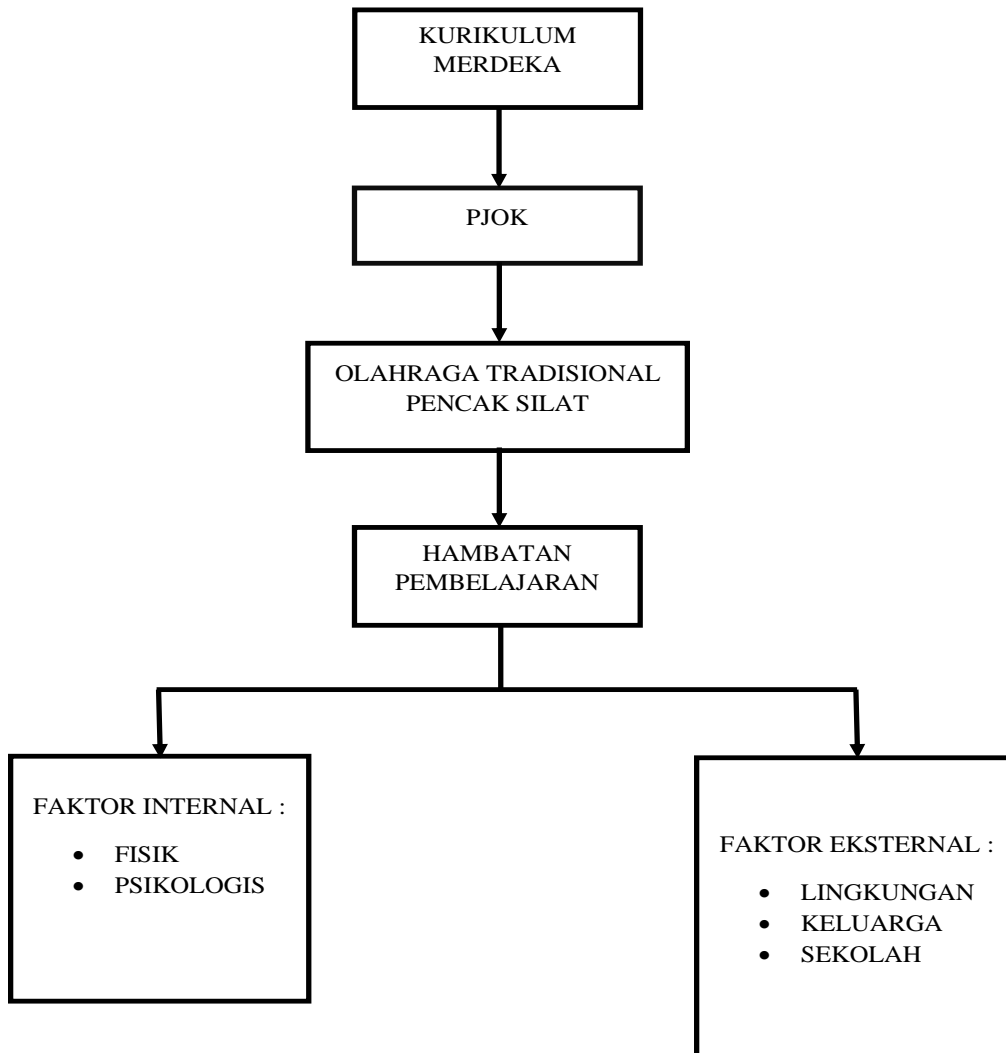 KURIKULUM
MERDEKA
PJOK
OLAHRAGA TRADISIONAL
PENCAK SILAT
HAMBATAN
PEMBELAJARAN
FAKTOR INTERNAL :
• FISIK
• PSIKOLOGIS
FAKTOR EKSTERNAL :
• LINGKUNGAN
• KELUARGA
• SEKOLAH